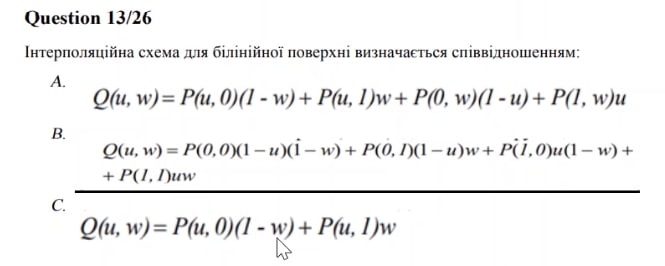 Question 13/26
Інтерполяційна схема для білінійної поверхні визначається співвідношенням:
A.
Q(u, w)= P(u, 0)(1 - w) + P(u, 1)w + P(0, w)(1 - u) + P(1, w)u
B.
Q(u, w) = P(0,0)(1 – u)(1 – w) + P(0, 1)(1 – u)w + P(1,0)u(1 – w) +
+ P(1, 1)uw
C.
Q(u, w)= P(u, 0)(1 - w) + P(u, 1)w